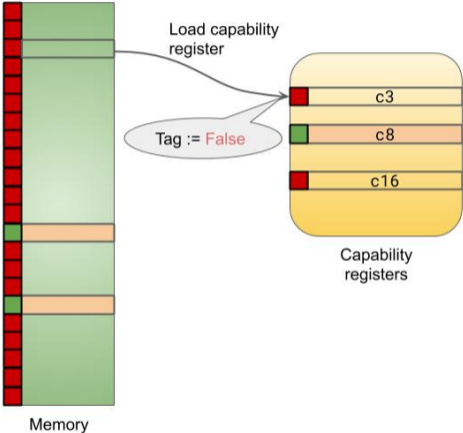 Load capability
register
c3
Tag := False
c8
c16
Capability
registers
Memory